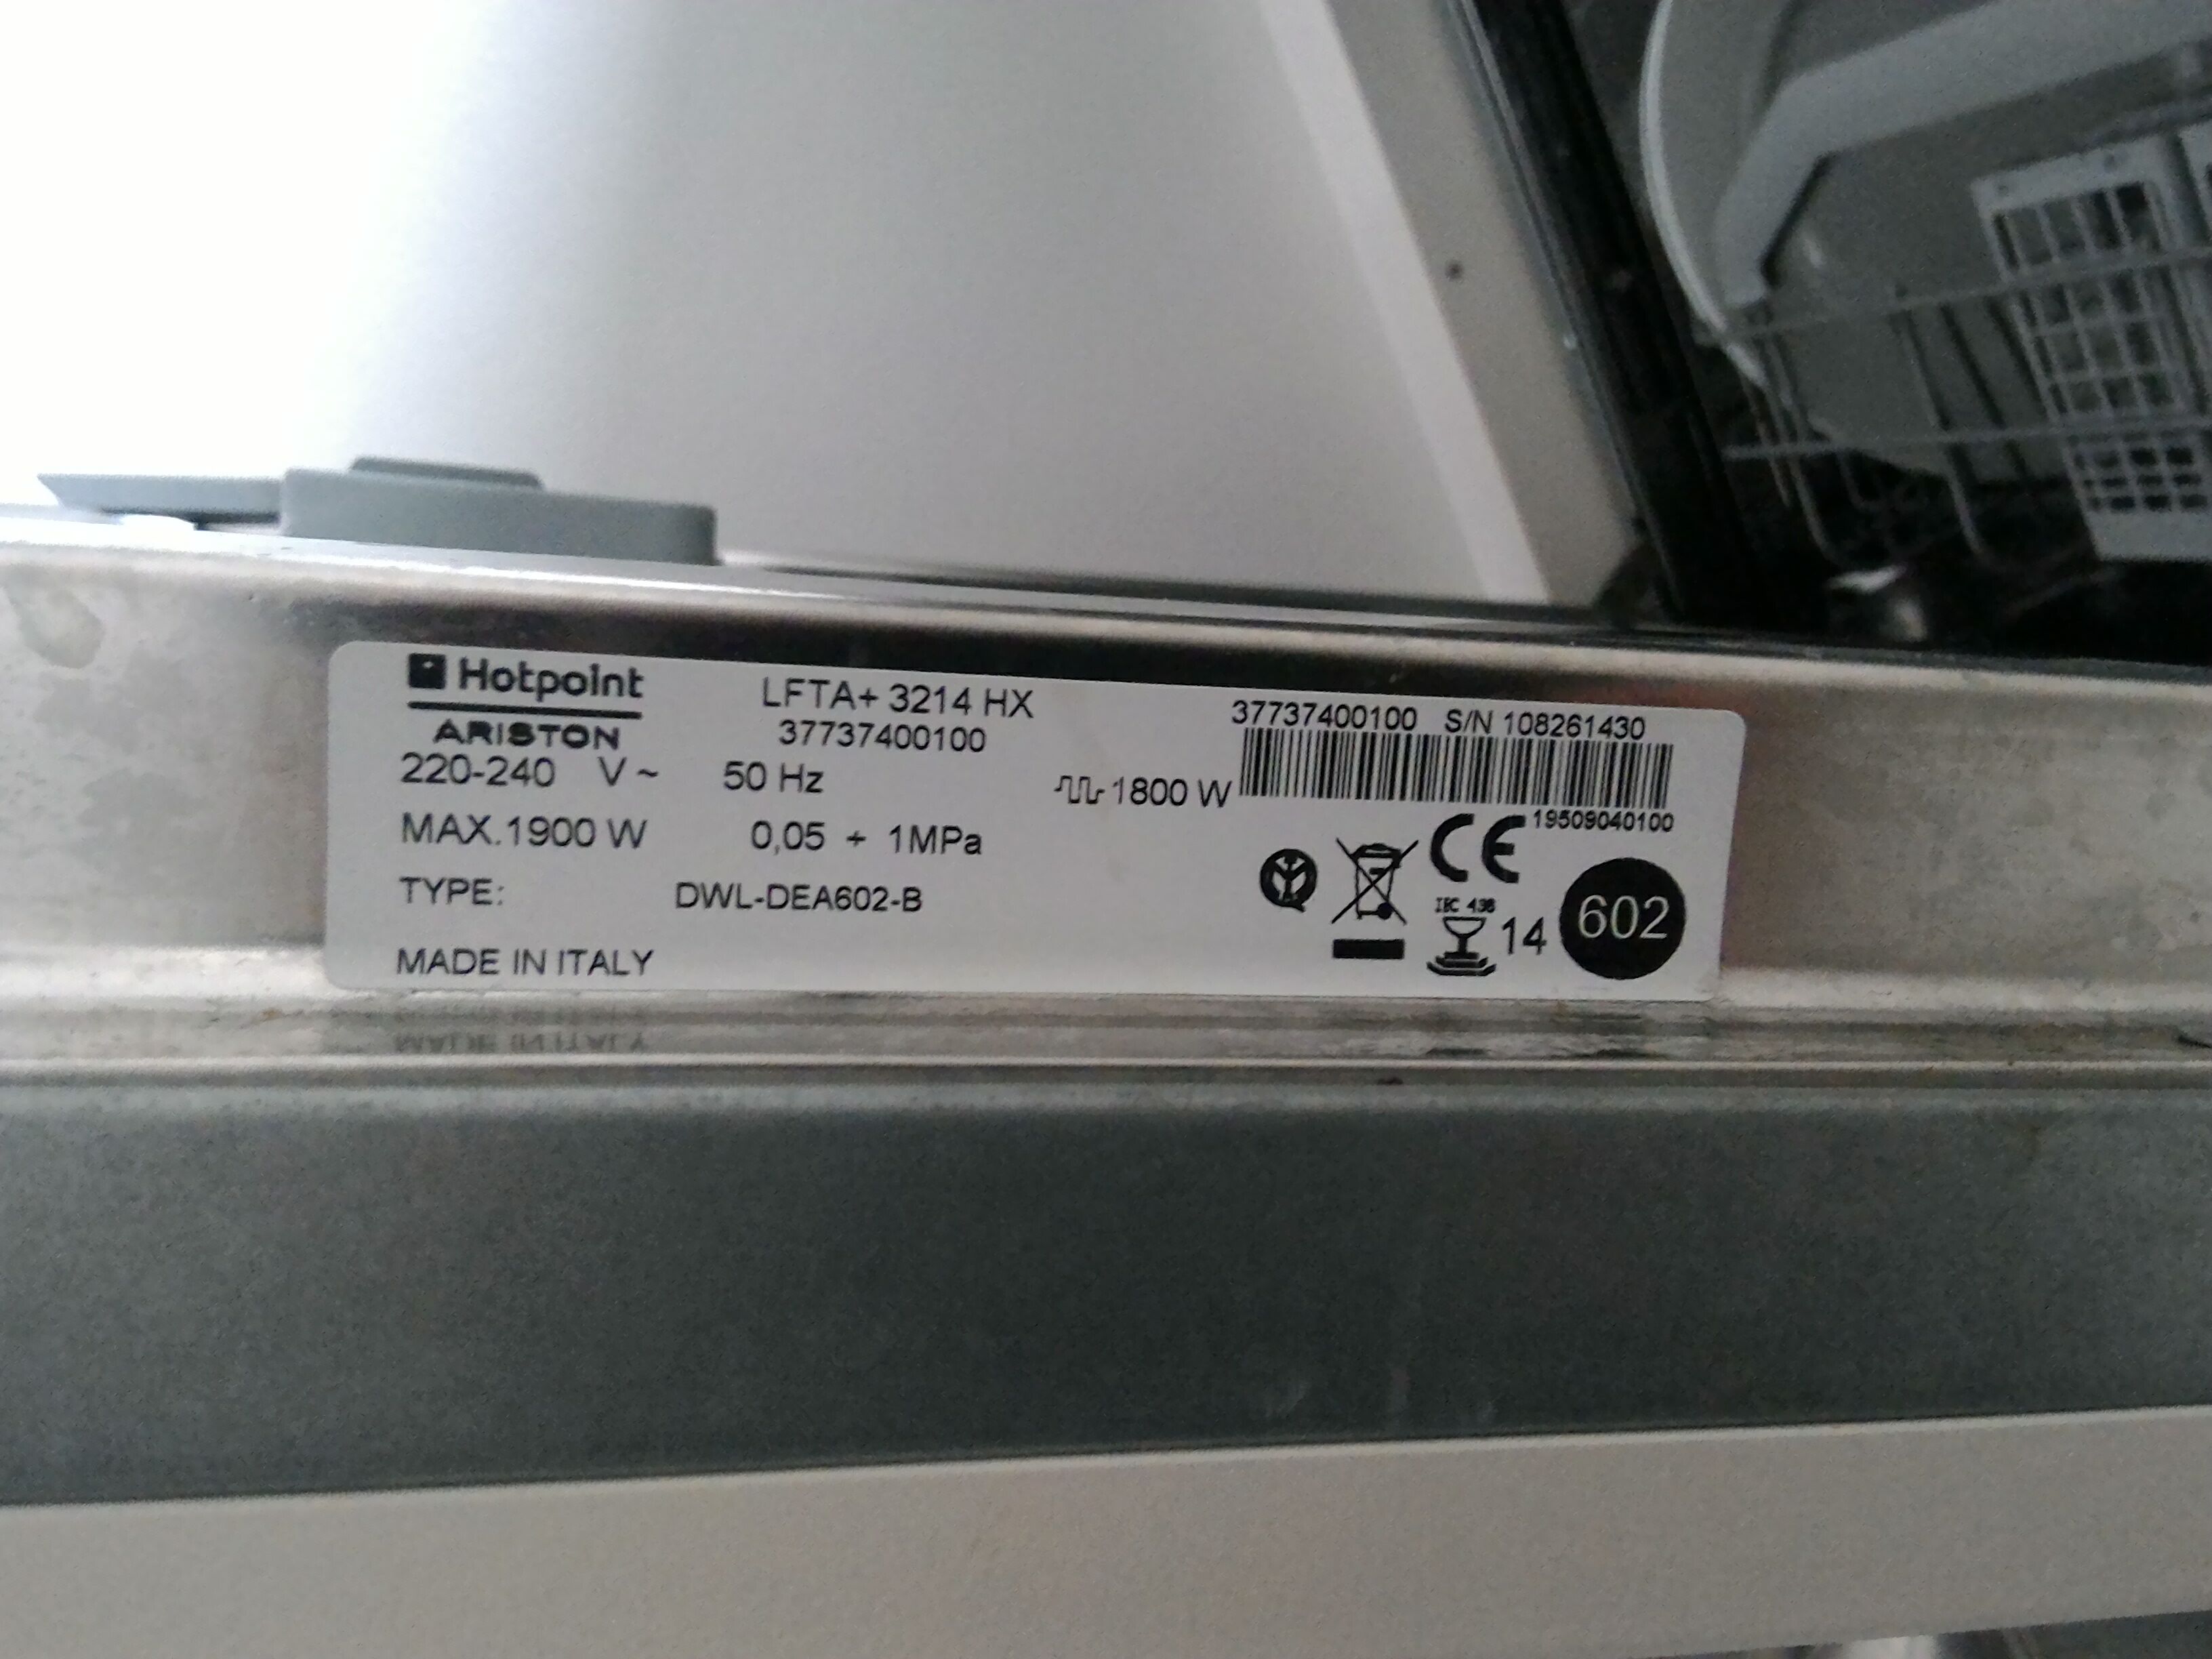 Hotpoint
ARISTON
LFTA+ 3214 HX
37737400100
37737400100 S/N 108261430
220-240 V~ 50 Hz
1800 W
19509040100
MAX.1900 W 0,05 ÷ 1MPa
CE
TYPE: DWL-DEA602-B
IEC 436
14
602
MADE IN ITALY